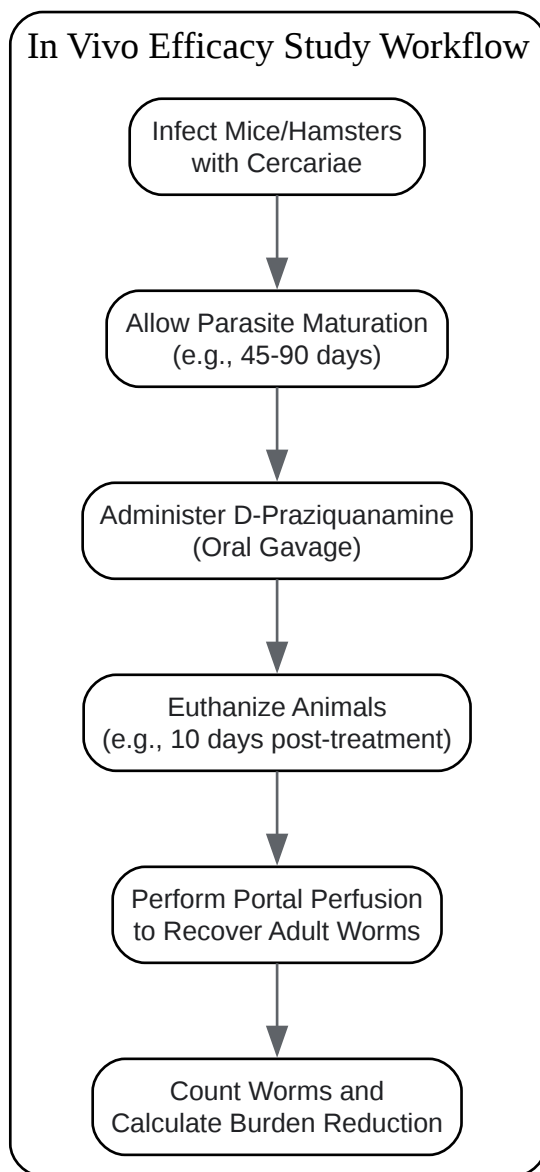 In Vivo Efficacy Study Workflow
Infect Mice/Hamsters
with Cercariae
Allow Parasite Maturation
(e.g., 45-90 days)
Administer D-Praziquanamine
(Oral Gavage)
Euthanize Animals
(e.g., 10 days post-treatment)
Perform Portal Perfusion
to Recover Adult Worms
Count Worms and
Calculate Burden Reduction